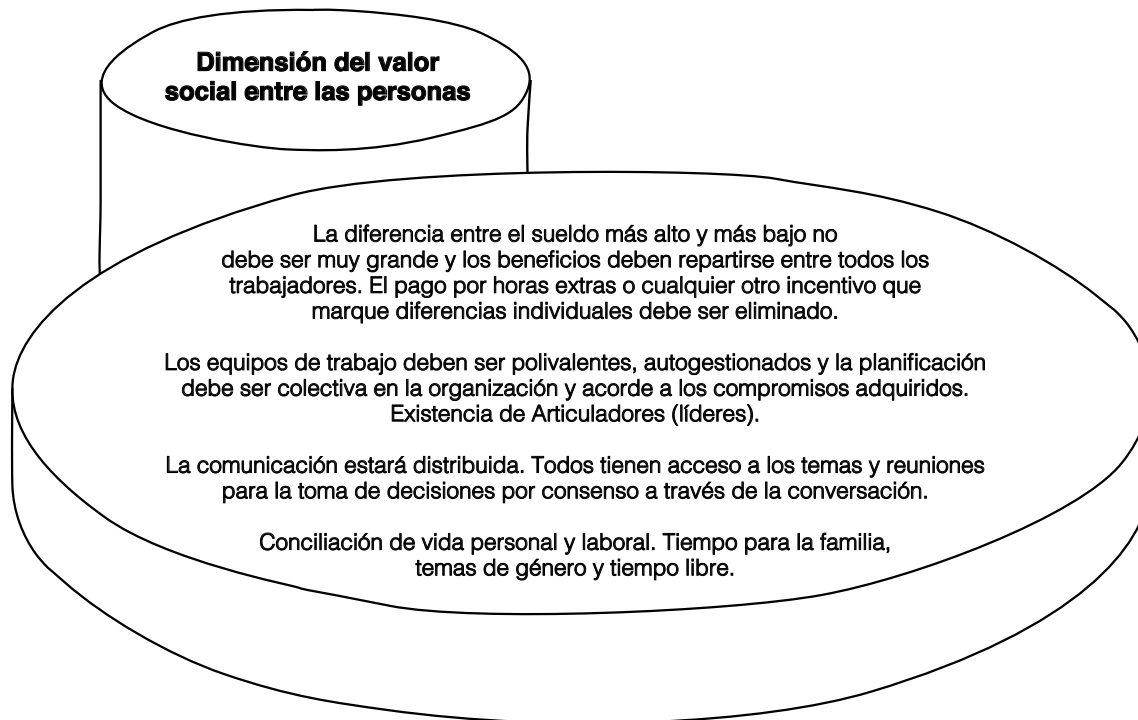 Dimensión del valor
social entre las personas
La diferencia entre el sueldo más alto y más bajo no
debe ser muy grande y los beneficios deben repartirse entre todos los
trabajadores. El pago por horas extras o cualquier otro incentivo que
marque diferencias individuales debe ser eliminado.
Los equipos de trabajo deben ser polivalentes, autogestionados y la planificación
debe ser colectiva en la organización y acorde a los compromisos adquiridos.
Existencia de Articuladores (líderes).
La comunicación estará distribuida. Todos tienen acceso a los temas y reuniones
para la toma de decisiones por consenso a través de la conversación.
Conciliación de vida personal y laboral. Tiempo para la familia,
temas de género y tiempo libre.